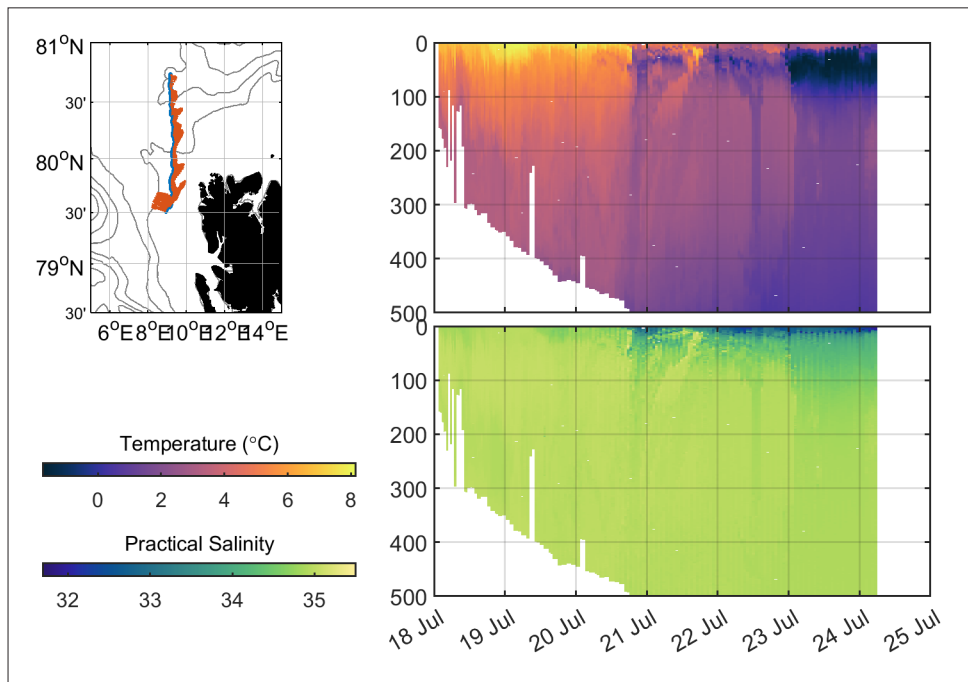 81°N
30'
80°N
30'
79°N
30'
6°E 8°E 10°E 12°E 14°E
0
100
200
300
400
500
0
100
200
300
400
500
18 Jul 19 Jul 20 Jul 21 Jul 22 Jul 23 Jul 24 Jul 25 Jul
Temperature (°C)
0 2 4 6 8
Practical Salinity
32 33 34 35